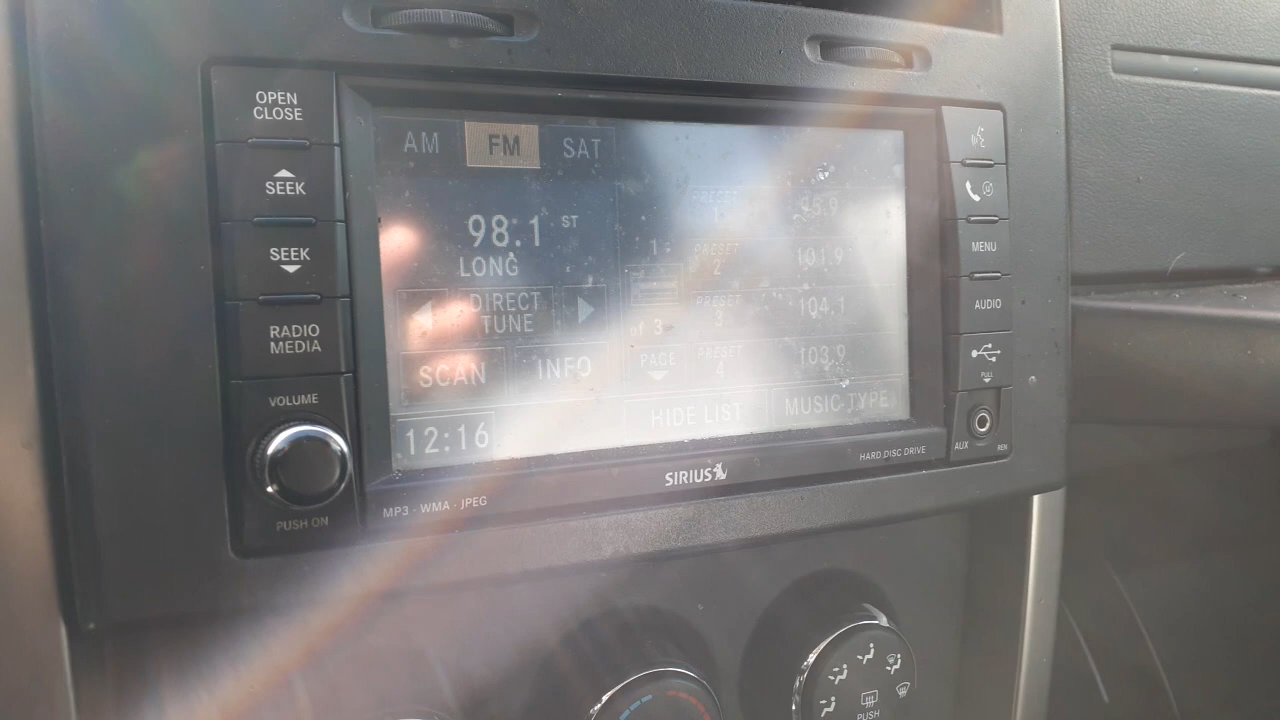 OPEN
CLOSE
SEEK
SEEK
RADIO
MEDIA
VOLUME
PUSH ON
AM FM SAT
98.1 ST
LONG
DIRECT
TUNE
SCAN INFO
12:16
1
of 3
PAGE
PRESET 95.9
PRESET
2 101.9
PRESET
3 104.1
PRESET
4 103.9
HIDE LIST MUSIC TYPE
MP3 - WMA - JPEG
SIRIUS
HARD DISC DRIVE
MENU
AUDIO
PULL
AUX
PUSH